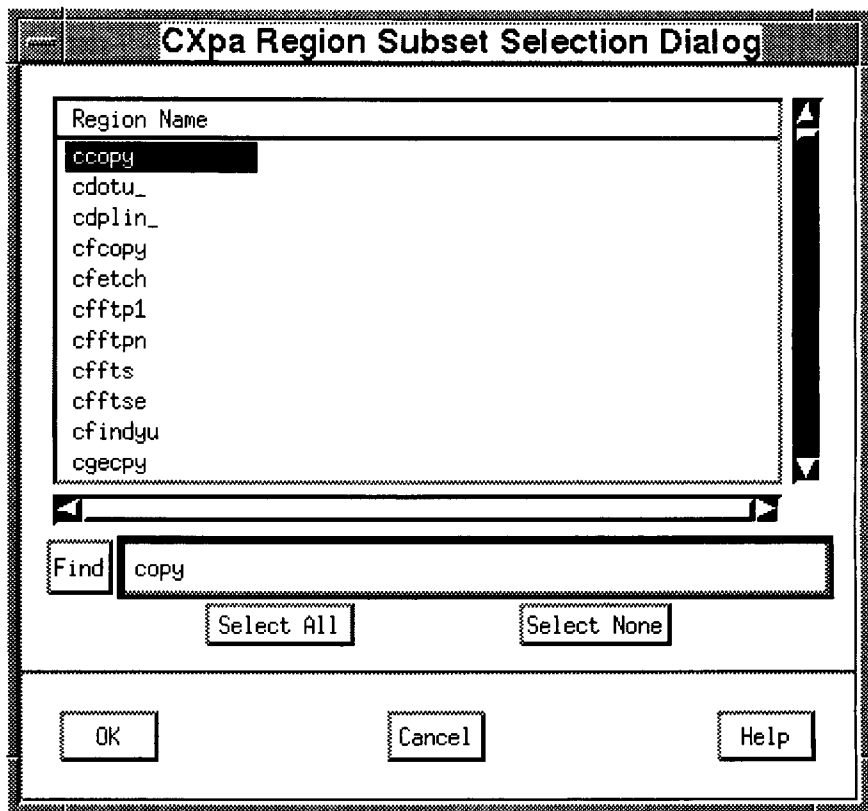 CXpa Region Subset Selection Dialog
Region Name
ccopy
cdotu_
cdplin_
cfcopy
cfetch
cfftp1
cfftpn
cffts
cfftse
cfindyu
cgecpy
Find copy
Select All Select None
OK Cancel Help